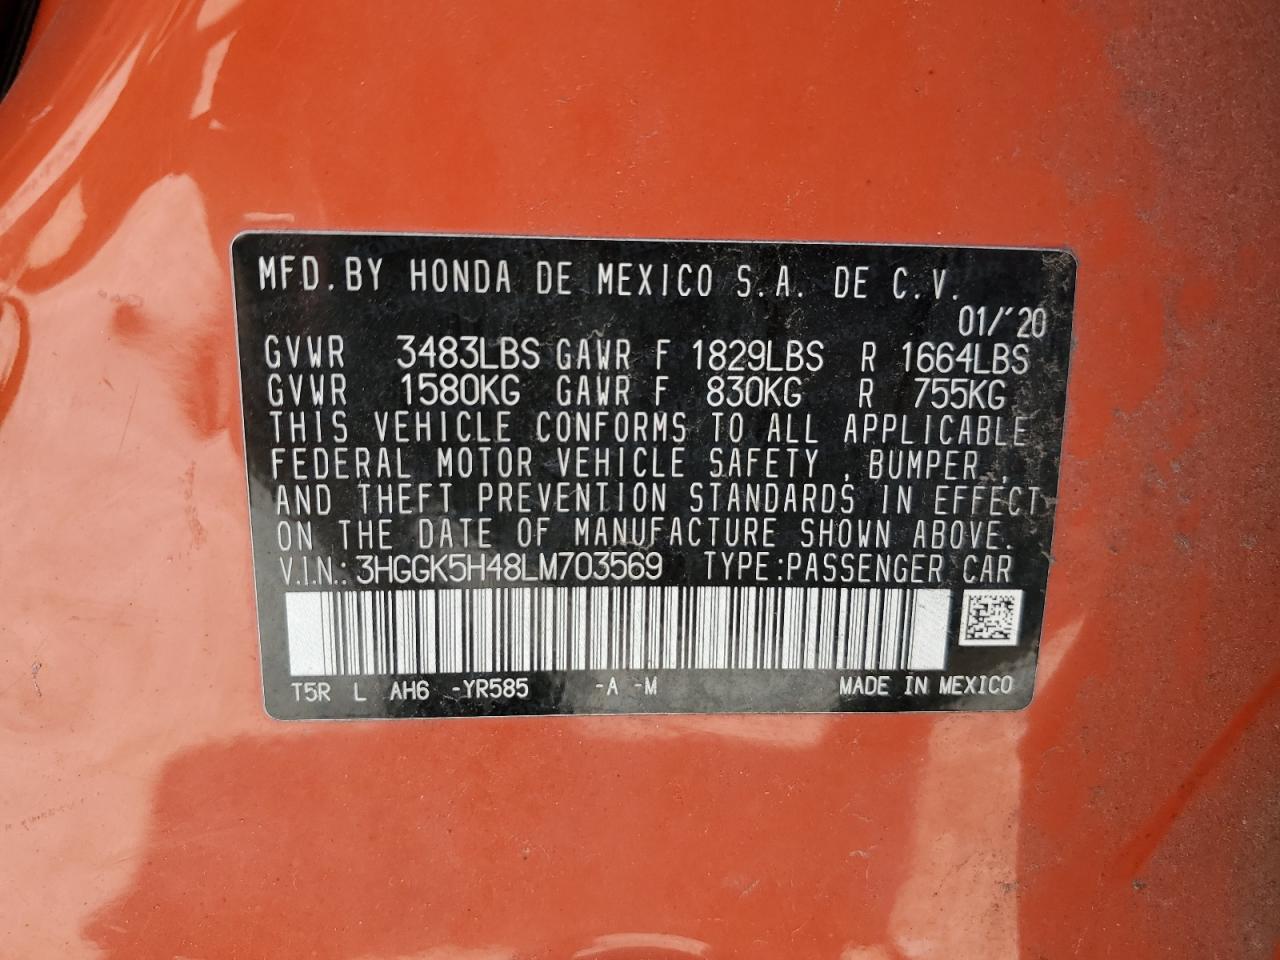 MFD.BY HONDA DE MEXICO S.A. DE C.V.
01/'20
GVWR 3483LBS GAWR F 1829LBS R 1664LBS
GVWR 1580KG GAWR F 830KG R 755KG
THIS VEHICLE CONFORMS TO ALL APPLICABLE
FEDERAL MOTOR VEHICLE SAFETY , BUMPER ,
AND THEFT PREVENTION STANDARDS IN EFFECT
ON THE DATE OF MANUFACTURE SHOWN ABOVE.
V.I.N.: 3HGGK5H48LM703569 TYPE:PASSENGER CAR
T5R L AH6 -YR585 -A -M MADE IN MEXICO